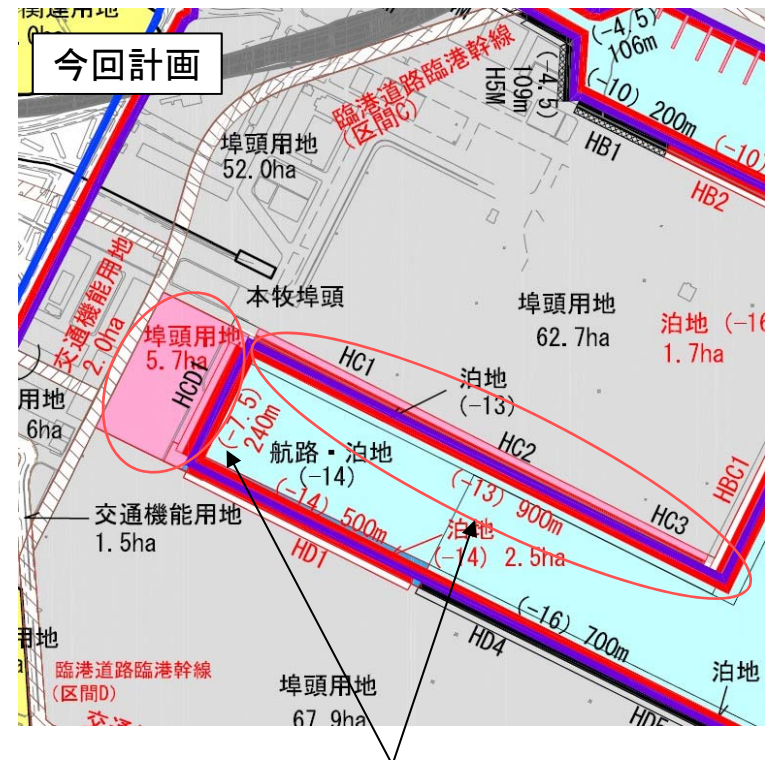 関連用地
今回計画
臨港道路臨港幹線
(区間C)
(-4.5)
109m
H5M
(-4.5)
106m
(-10) 200m
(-10)
HB1
HB2
埠頭用地
52.0ha
本牧埠頭
交通機能用地
2.0ha
埠頭用地
5.7ha
HCD1
(-7.5)
240m
埠頭用地
62.7ha
泊地 (-16
1.7ha
HC1
泊地
(-13)
HC2
HC3
HBC1
(-13) 900m
航路・泊地
(-14)
(-14) 500m
泊地
(-14) 2.5ha
用地
6ha
交通機能用地
1.5ha
HD1
(-16) 700m
HD4
HD5
泊地
用地
臨港道路臨港幹線
(区間D)
埠頭用地
67.9ha